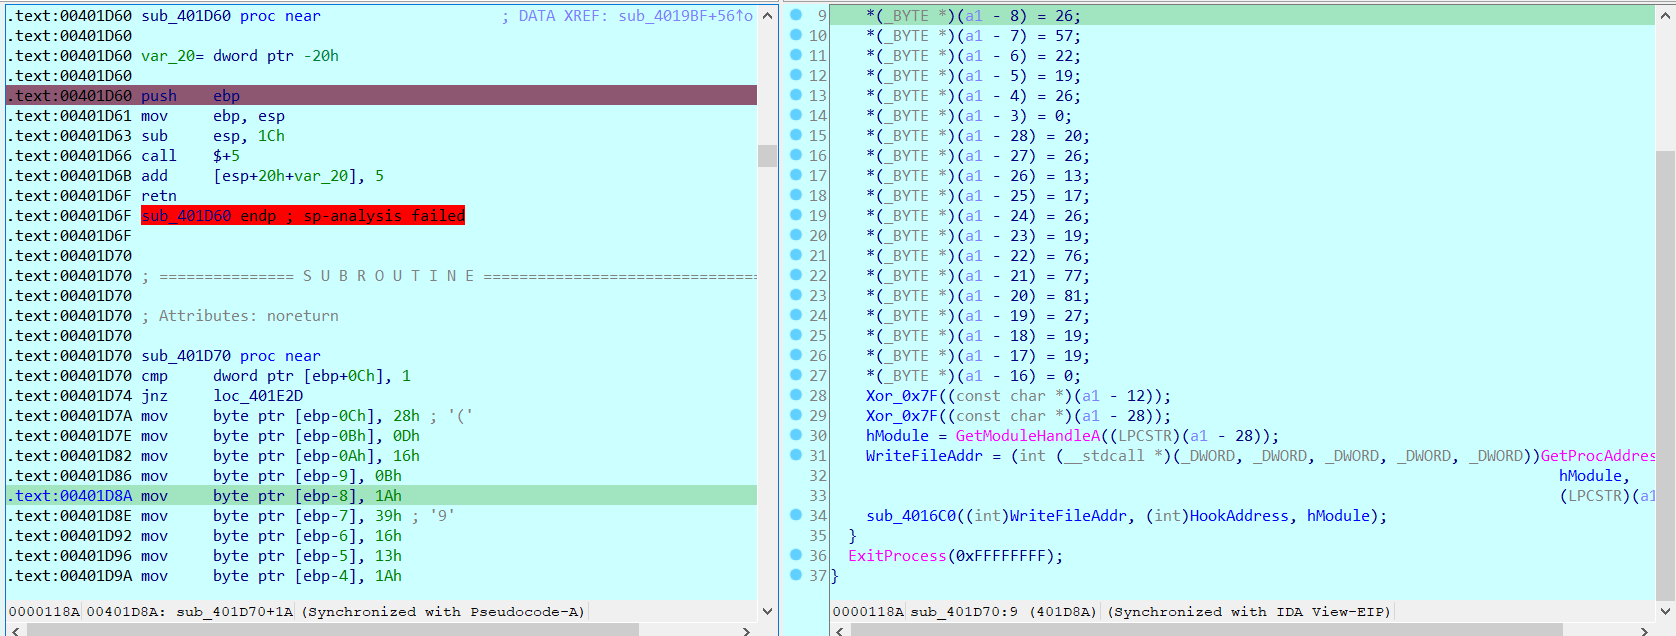 .text:00401D60 sub_401D60 proc near ; DATA XREF: sub_4019BF+56↑o
.text:00401D60
.text:00401D60 var_20= dword ptr -20h
.text:00401D60
.text:00401D60 push ebp
.text:00401D61 mov ebp, esp
.text:00401D63 sub esp, 1Ch
.text:00401D66 call $+5
.text:00401D6B add [esp+20h+var_20], 5
.text:00401D6F retn
.text:00401D6F sub_401D60 endp ; sp-analysis failed
.text:00401D6F
.text:00401D70
.text:00401D70 ; =============== S U B R O U T I N E ===============================
.text:00401D70
.text:00401D70 ; Attributes: noreturn
.text:00401D70
.text:00401D70 sub_401D70 proc near
.text:00401D70 cmp dword ptr [ebp+0Ch], 1
.text:00401D74 jnz loc_401E2D
.text:00401D7A mov byte ptr [ebp-0Ch], 28h ; '('
.text:00401D7E mov byte ptr [ebp-0Bh], 0Dh
.text:00401D82 mov byte ptr [ebp-0Ah], 16h
.text:00401D86 mov byte ptr [ebp-9], 0Bh
.text:00401D8A mov byte ptr [ebp-8], 1Ah
.text:00401D8E mov byte ptr [ebp-7], 39h ; '9'
.text:00401D92 mov byte ptr [ebp-6], 16h
.text:00401D96 mov byte ptr [ebp-5], 13h
.text:00401D9A mov byte ptr [ebp-4], 1Ah
0000118A 00401D8A: sub_401D70+1A (Synchronized with Pseudocode-A)
9 *(_BYTE *)(a1 - 8) = 26;
10 *(_BYTE *)(a1 - 7) = 57;
11 *(_BYTE *)(a1 - 6) = 22;
12 *(_BYTE *)(a1 - 5) = 19;
13 *(_BYTE *)(a1 - 4) = 26;
14 *(_BYTE *)(a1 - 3) = 0;
15 *(_BYTE *)(a1 - 28) = 20;
16 *(_BYTE *)(a1 - 27) = 26;
17 *(_BYTE *)(a1 - 26) = 13;
18 *(_BYTE *)(a1 - 25) = 17;
19 *(_BYTE *)(a1 - 24) = 26;
20 *(_BYTE *)(a1 - 23) = 19;
21 *(_BYTE *)(a1 - 22) = 76;
22 *(_BYTE *)(a1 - 21) = 77;
23 *(_BYTE *)(a1 - 20) = 81;
24 *(_BYTE *)(a1 - 19) = 27;
25 *(_BYTE *)(a1 - 18) = 19;
26 *(_BYTE *)(a1 - 17) = 19;
27 *(_BYTE *)(a1 - 16) = 0;
28 Xor_0x7F((const char *)(a1 - 12));
29 Xor_0x7F((const char *)(a1 - 28));
30 hModule = GetModuleHandleA((LPCSTR)(a1 - 28));
31 WriteFileAddr = (int (__stdcall *)(_DWORD, _DWORD, _DWORD, _DWORD, _DWORD))GetProcAddres
32 hModule,
33 (LPCSTR)(a1
34 sub_4016C0((int)WriteFileAddr, (int)HookAddress, hModule);
35 }
36 ExitProcess(0xFFFFFFFF);
37 }
0000118A sub_401D70:9 (401D8A) (Synchronized with IDA View-EIP)